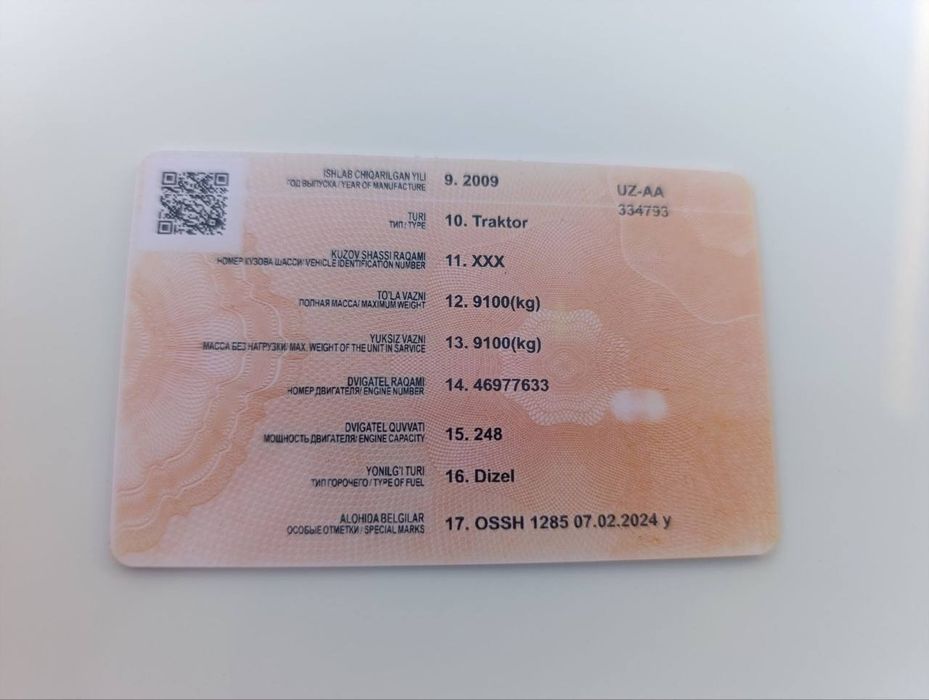 ISHLAB CHIQARILGAN YILI
ГОД ВЫПУСКА / YEAR OF MANUFACTURE
9. 2009
UZ-AA
334793
TURI
ТИП / TYPE
10. Traktor
KUZOV SHASSI RAQAMI
НОМЕР КУЗОВА ШАССИ/ VEHICLE IDENTIFICATION NUMBER
11. XXX
TO'LA VAZNI
ПОЛНАЯ МАССА/ MAXIMUM WEIGHT
12. 9100(kg)
YUKSIZ VAZNI
МАССА БЕЗ НАГРУЗКИ/ MAX. WEIGHT OF THE UNIT IN SARVICE
13. 9100(kg)
DVIGATEL RAQAMI
НОМЕР ДВИГАТЕЛЯ/ ENGINE NUMBER
14. 46977633
DVIGATEL QUVVATI
МОЩНОСТЬ ДВИГАТЕЛЯ/ ENGINE CAPACITY
15. 248
YONILG'I TURI
ТИП ГОРЮЧЕГО / TYPE OF FUEL
16. Dizel
ALOHIDA BELGILAR
ОСОБЫЕ ОТМЕТКИ / SPECIAL MARKS
17. OSSH 1285 07.02.2024 y